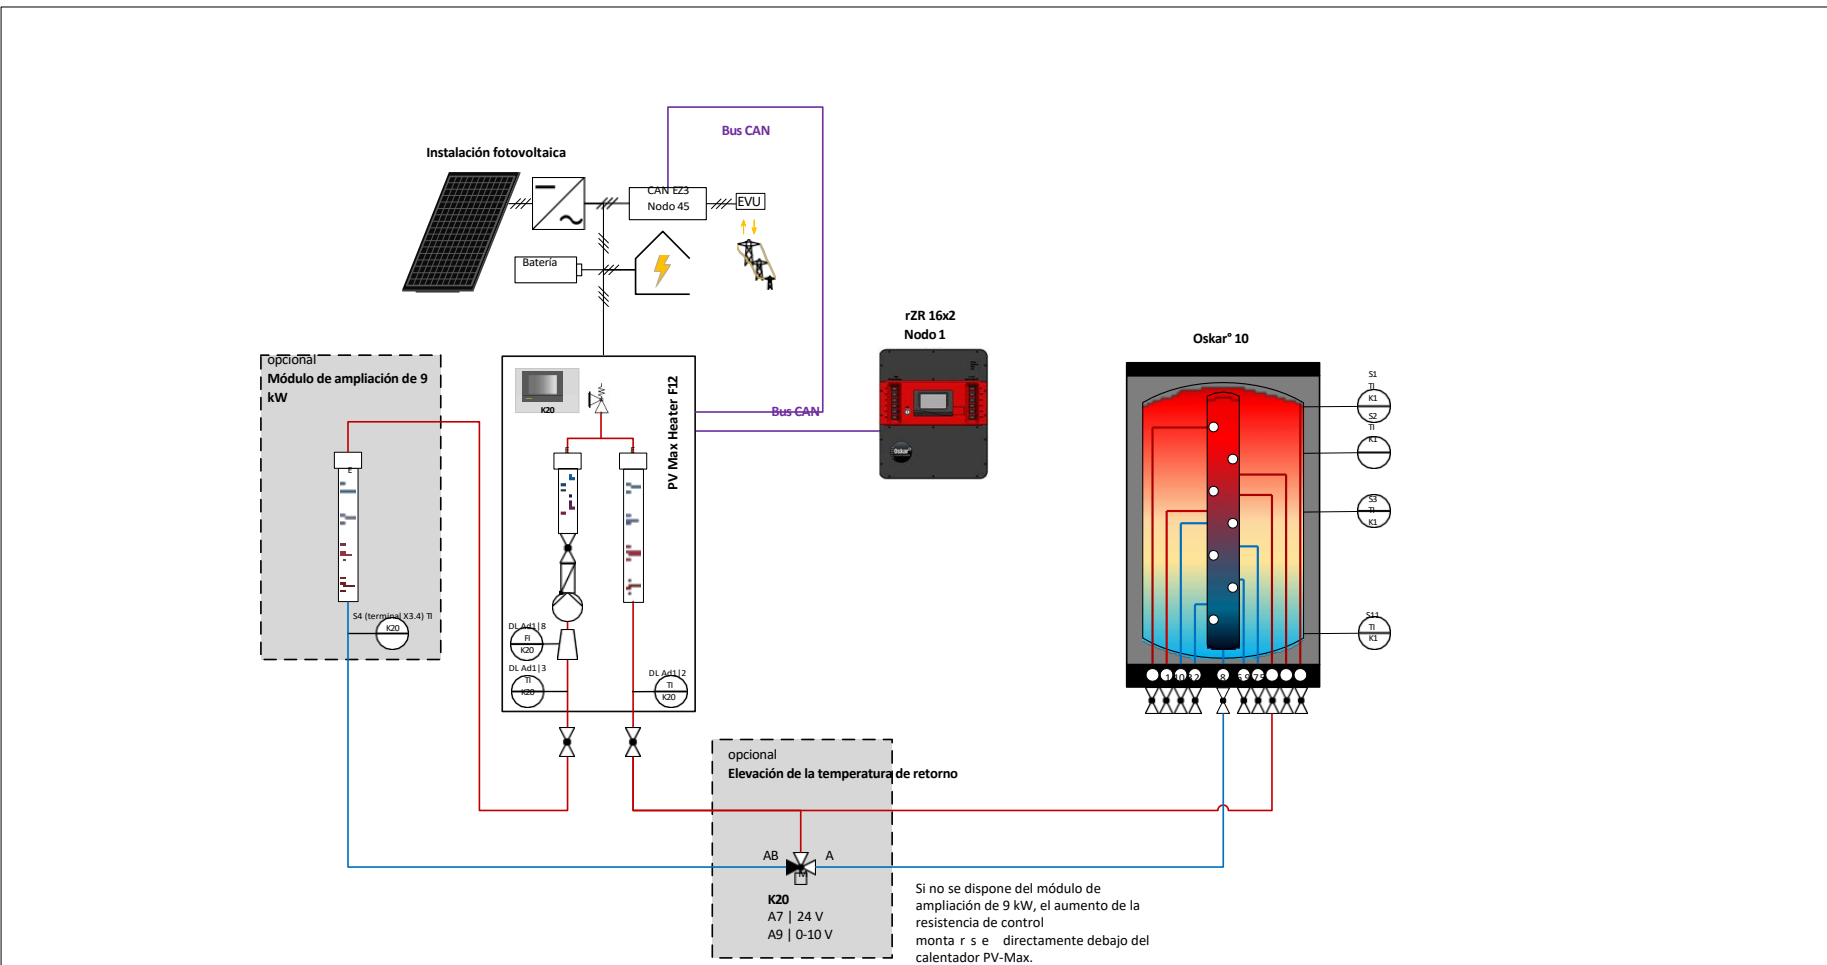 Bus CAN
Instalación fotovoltaica
CAN EZ3
Nodo 45
EVU
Batería
rZR 16x2
Nodo 1
Oskar° 10
opcional
Módulo de ampliación de 9
kW
K20
PV Max Heater F12
Bus CAN
S1
TI
K1
S2
TI
K1
S3
TI
K1
E
E
E
S4 (terminal X3.4) TI
K20
DL Ad1|8
FI
K20
DL Ad1|3
TI
K20
DL Ad1|2
TI
K20
S11
TI
K1
opcional
Elevación de la temperatura de retorno
AB
A
M
K20
A7 | 24 V
A9 | 0-10 V
Si no se dispone del módulo de
ampliación de 9 kW, el aumento de la
resistencia de control
monta r s e directamente debajo del
calentador PV-Max.